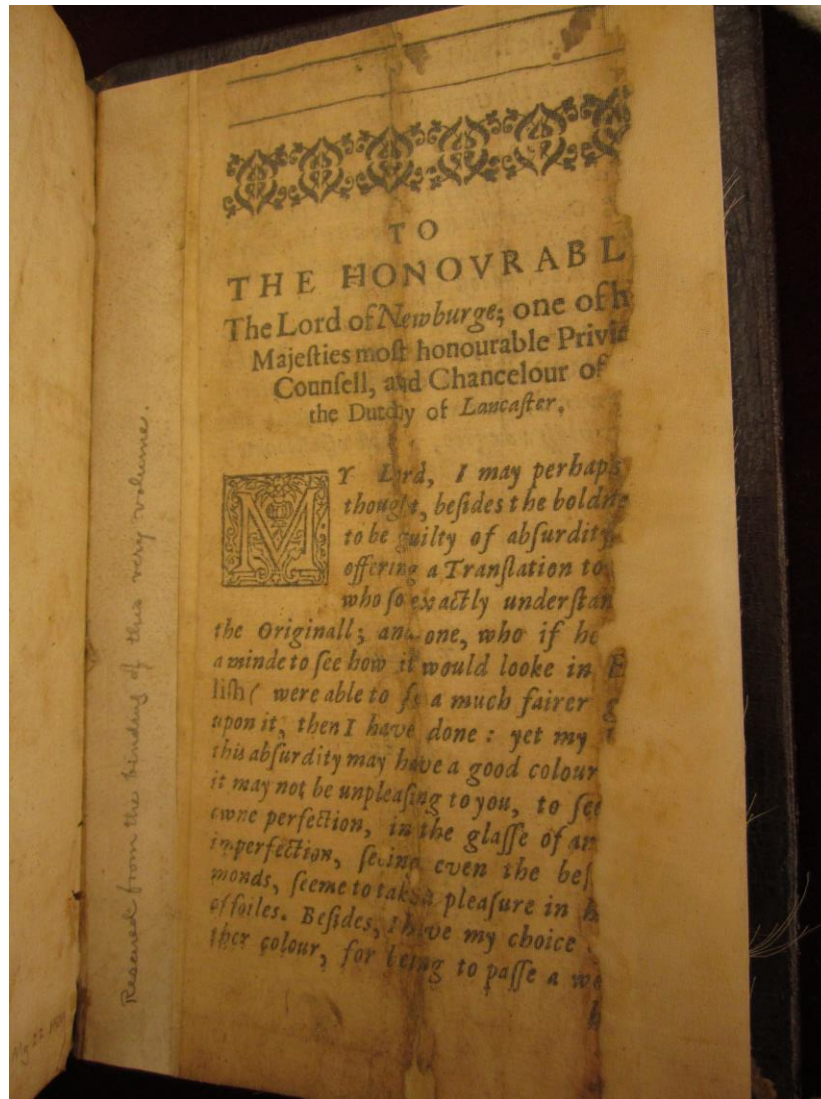 TO
THE HONOVRABL
The Lord of Newburge; one of h
Majeſties moſt honourable Privie
Counſell, and Chancelour of
the Dutchy of Lancaſter.
MY Lord, I may perhaps
thought, beſides the boldne
to be guilty of abſurdity
offering a Tranſlation to
who ſo exactly underſtan
the Originall; and one, who if he
a minde to ſee how it would looke in E
liſh( were able to ſ a much fairer g
upon it, then I have done: yet my t
this abſurdity may have a good colour
it may not be unpleaſing to you, to ſee
owne perfection, in the glaſſe of an
imperfection, ſeeing even the beſ
monds, ſeeme to take pleaſure in h
of foiles. Beſides, I have my choice
ther colour, for being to paſſe a wo
h
Rescued from the binding of this very volume.